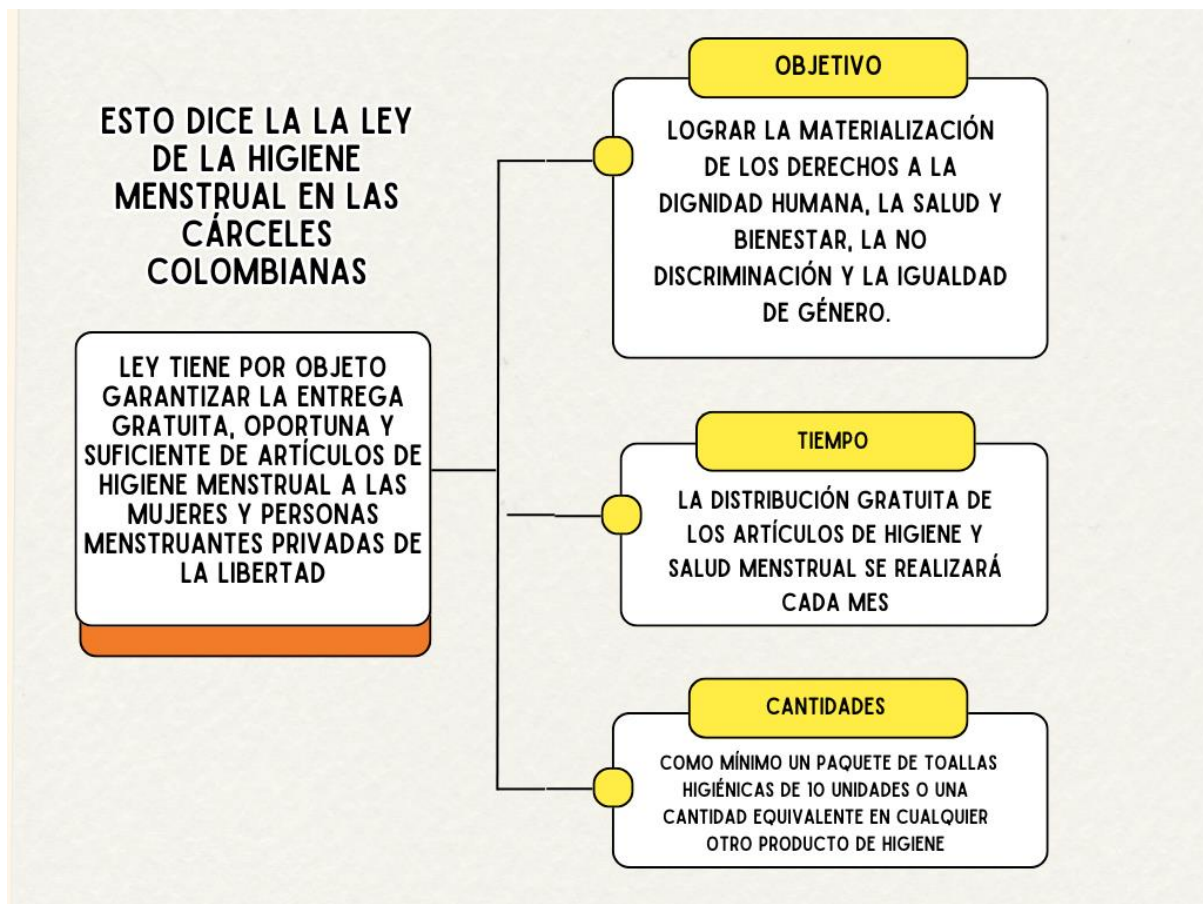 ESTO DICE LA LA LEY
DE LA HIGIENE
MENSTRUAL EN LAS
CÁRCELES
COLOMBIANAS
LEY TIENE POR OBJETO
GARANTIZAR LA ENTREGA
GRATUITA, OPORTUNA Y
SUFICIENTE DE ARTÍCULOS DE
HIGIENE MENSTRUAL A LAS
MUJERES Y PERSONAS
MENSTRUANTES PRIVADAS DE
LA LIBERTAD
OBJETIVO
LOGRAR LA MATERIALIZACIÓN
DE LOS DERECHOS A LA
DIGNIDAD HUMANA, LA SALUD Y
BIENESTAR, LA NO
DISCRIMINACIÓN Y LA IGUALDAD
DE GÉNERO.
TIEMPO
LA DISTRIBUCIÓN GRATUITA DE
LOS ARTÍCULOS DE HIGIENE Y
SALUD MENSTRUAL SE REALIZARÁ
CADA MES
CANTIDADES
COMO MÍNIMO UN PAQUETE DE TOALLAS
HIGIÉNICAS DE 10 UNIDADES O UNA
CANTIDAD EQUIVALENTE EN CUALQUIER
OTRO PRODUCTO DE HIGIENE